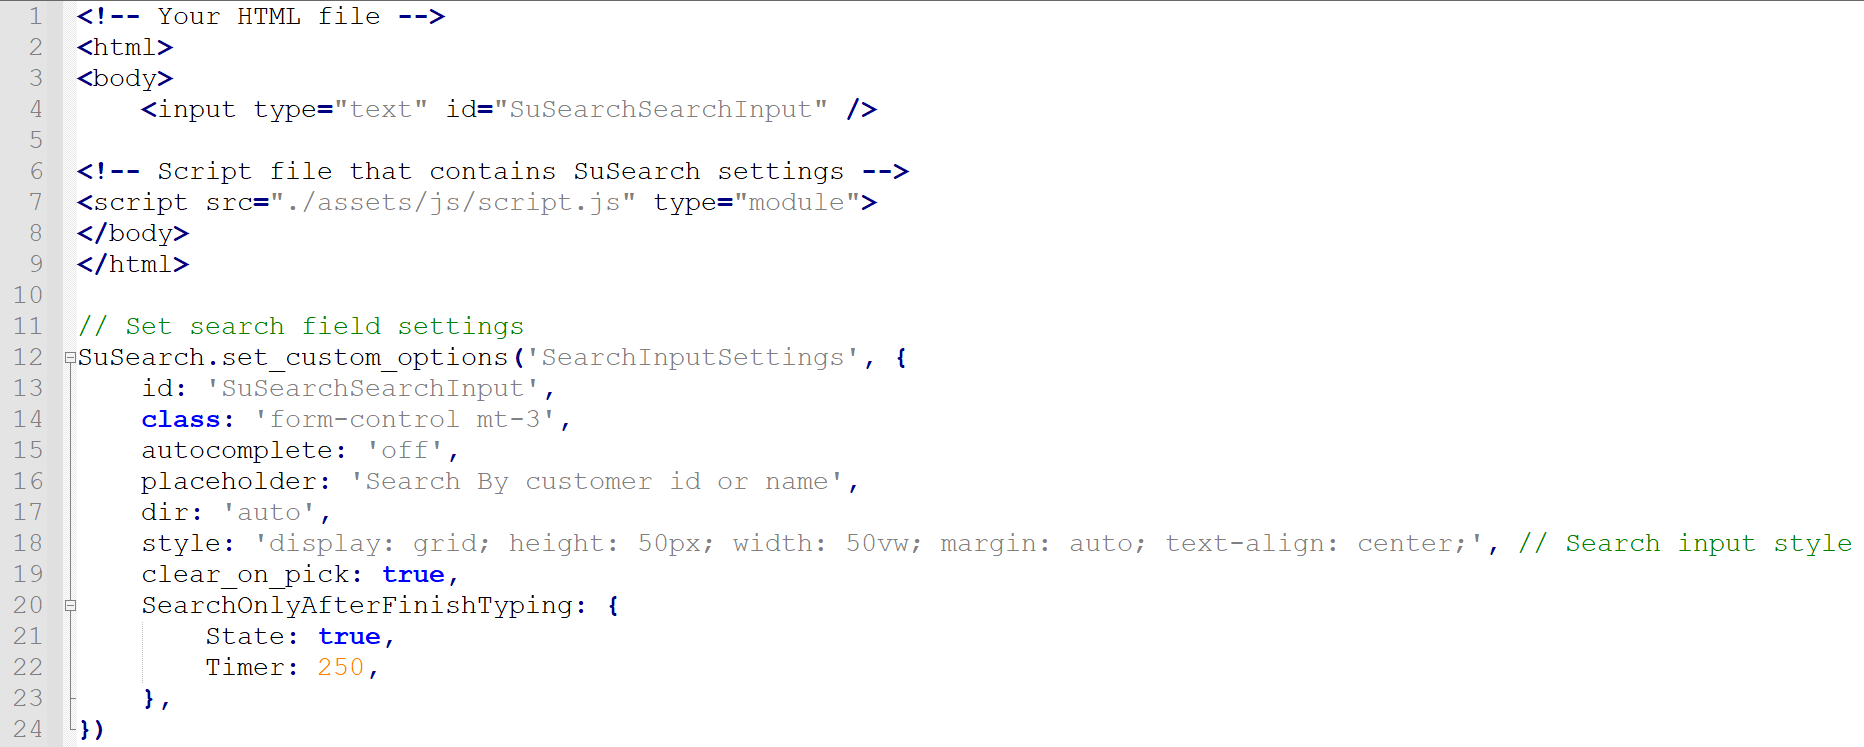 1 <!-- Your HTML file -->
2 <html>
3 <body>
4     <input type="text" id="SuSearchSearchInput" />
5
6 <!-- Script file that contains SuSearch settings -->
7 <script src="./assets/js/script.js" type="module">
8 </body>
9 </html>
10
11 // Set search field settings
12 SuSearch.set_custom_options('SearchInputSettings', {
13     id: 'SuSearchSearchInput',
14     class: 'form-control mt-3',
15     autocomplete: 'off',
16     placeholder: 'Search By customer id or name',
17     dir: 'auto',
18     style: 'display: grid; height: 50px; width: 50vw; margin: auto; text-align: center;', // Search input style
19     clear_on_pick: true,
20     SearchOnlyAfterFinishTyping: {
21         State: true,
22         Timer: 250,
23     },
24 })